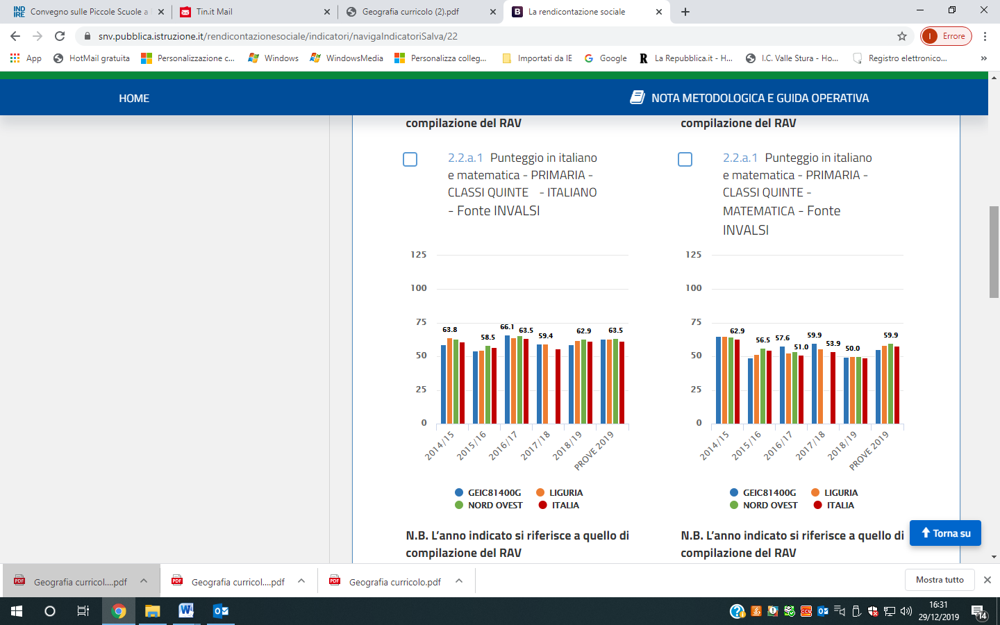 Convegno sulle Piccole Scuole a
Tin.it Mail
Geografia curricolo (2).pdf
La rendicontazione sociale
snv.pubblica.istruzione.it/rendicontazionesociale/indicatori/navigaIndicatoriSalva/22
Errore
App
HotMail gratuita
Personalizzazione c...
Windows
WindowsMedia
Personalizza colleg...
Importati da IE
Google
La Repubblica.it - H...
I.C. Valle Stura - Ho...
Registro elettronico...
»
HOME
NOTA METODOLOGICA E GUIDA OPERATIVA
compilazione del RAV
2.2.a.1 Punteggio in italiano
e matematica - PRIMARIA -
CLASSI QUINTE - ITALIANO
- Fonte INVALSI
125
100
75
50
25
0
63.8
58.5
66.1
63.5
59.4
62.9
63.5
2014/15
2015/16
2016/17
2017/18
2018/19
PROVE 2019
GEIC81400G
LIGURIA
NORD OVEST
ITALIA
N.B. L’anno indicato si riferisce a quello di
compilazione del RAV
compilazione del RAV
2.2.a.1 Punteggio in italiano
e matematica - PRIMARIA -
CLASSI QUINTE -
MATEMATICA - Fonte
INVALSI
125
100
75
50
25
0
62.9
56.5
57.6
51.0
59.9
53.9
50.0
59.9
2014/15
2015/16
2016/17
2017/18
2018/19
PROVE 2019
GEIC81400G
LIGURIA
NORD OVEST
ITALIA
N.B. L’anno indicato si riferisce a quello di
compilazione del RAV
Torna su
Geografia curricol....pdf
Geografia curricol....pdf
Geografia curricolo.pdf
Mostra tutto
16:31
29/12/2019
14